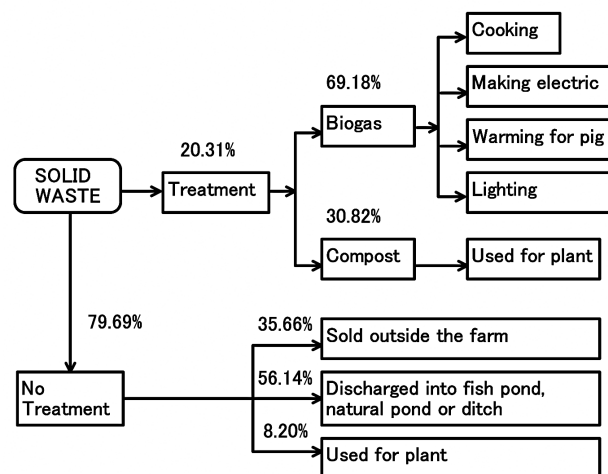 Cooking
69.18%
Making electric
Biogas
20.31%
Warming for pig
SOLID
WASTE
Treatment
Lighting
30.82%
Compost
Used for plant
79.69%
35.66%
Sold outside the farm
No
Treatment
56.14%
Discharged into fish pond,
natural pond or ditch
8.20%
Used for plant